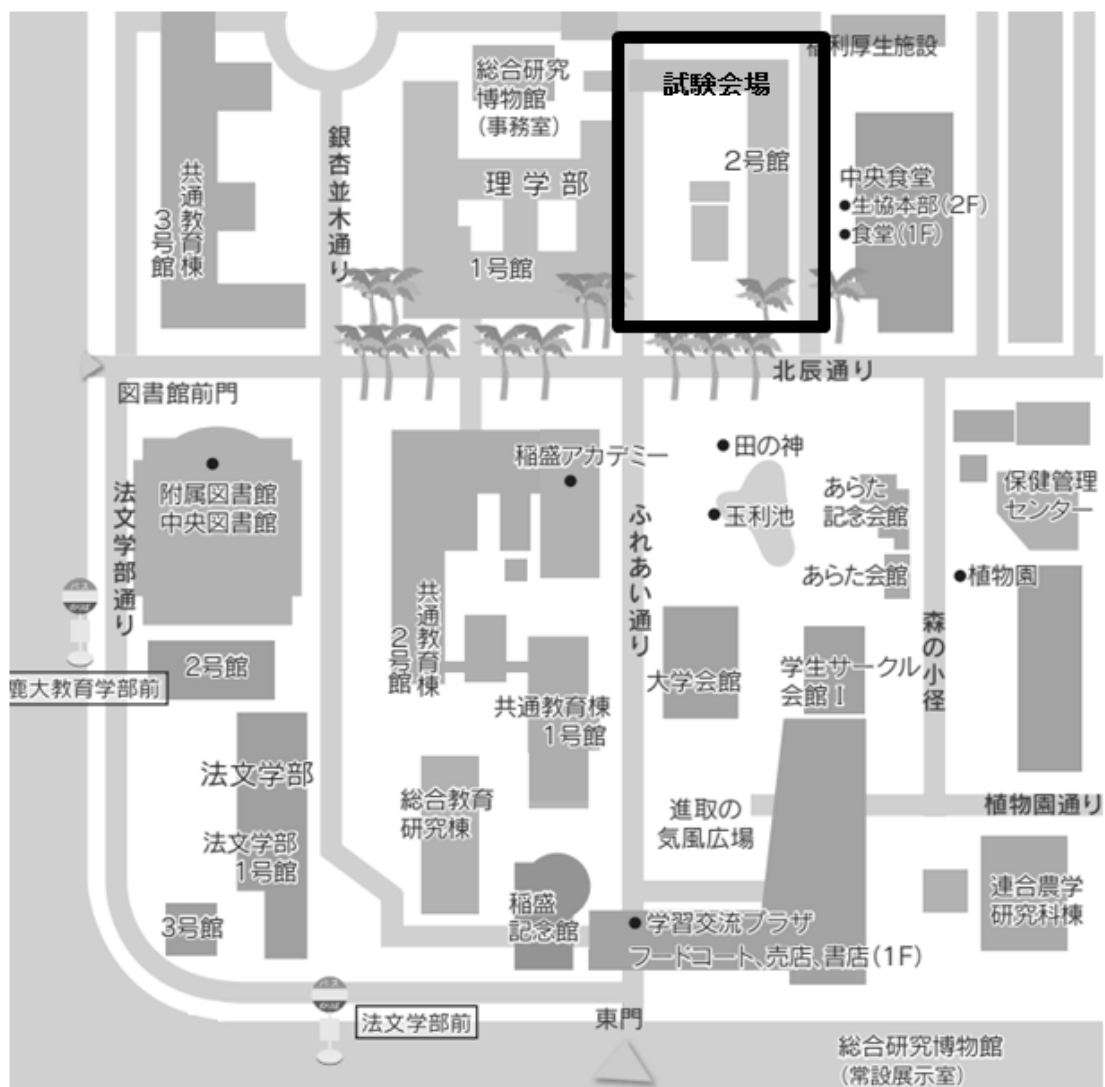 福利厚生施設
試験会場
総合研究
博物館
(事務室)
銀杏並木通り
2号館
理学部
中央食堂
●生協本部(2F)
●食堂(1F)
共通教育棟
3号館
1号館
北辰通り
図書館前門
●田の神
稲盛アカデミー
附属図書館
中央図書館
法文学部通り
ふれあい通り
●玉利池
あらた
記念会館
保健管理
センター
あらた会館
●植物園
共通教育棟
2号館
森の小径
バス
のりば
2号館
鹿大教育学部前
大学会館
学生サークル
会館Ⅰ
共通教育棟
1号館
法文学部
総合教育
研究棟
進取の
気風広場
植物園通り
法文学部
1号館
連合農学
研究科棟
3号館
稲盛
記念館
●学習交流プラザ
フードコート、売店、書店(1F)
バス
のりば
法文学部前
東門
総合研究博物館
(常設展示室)